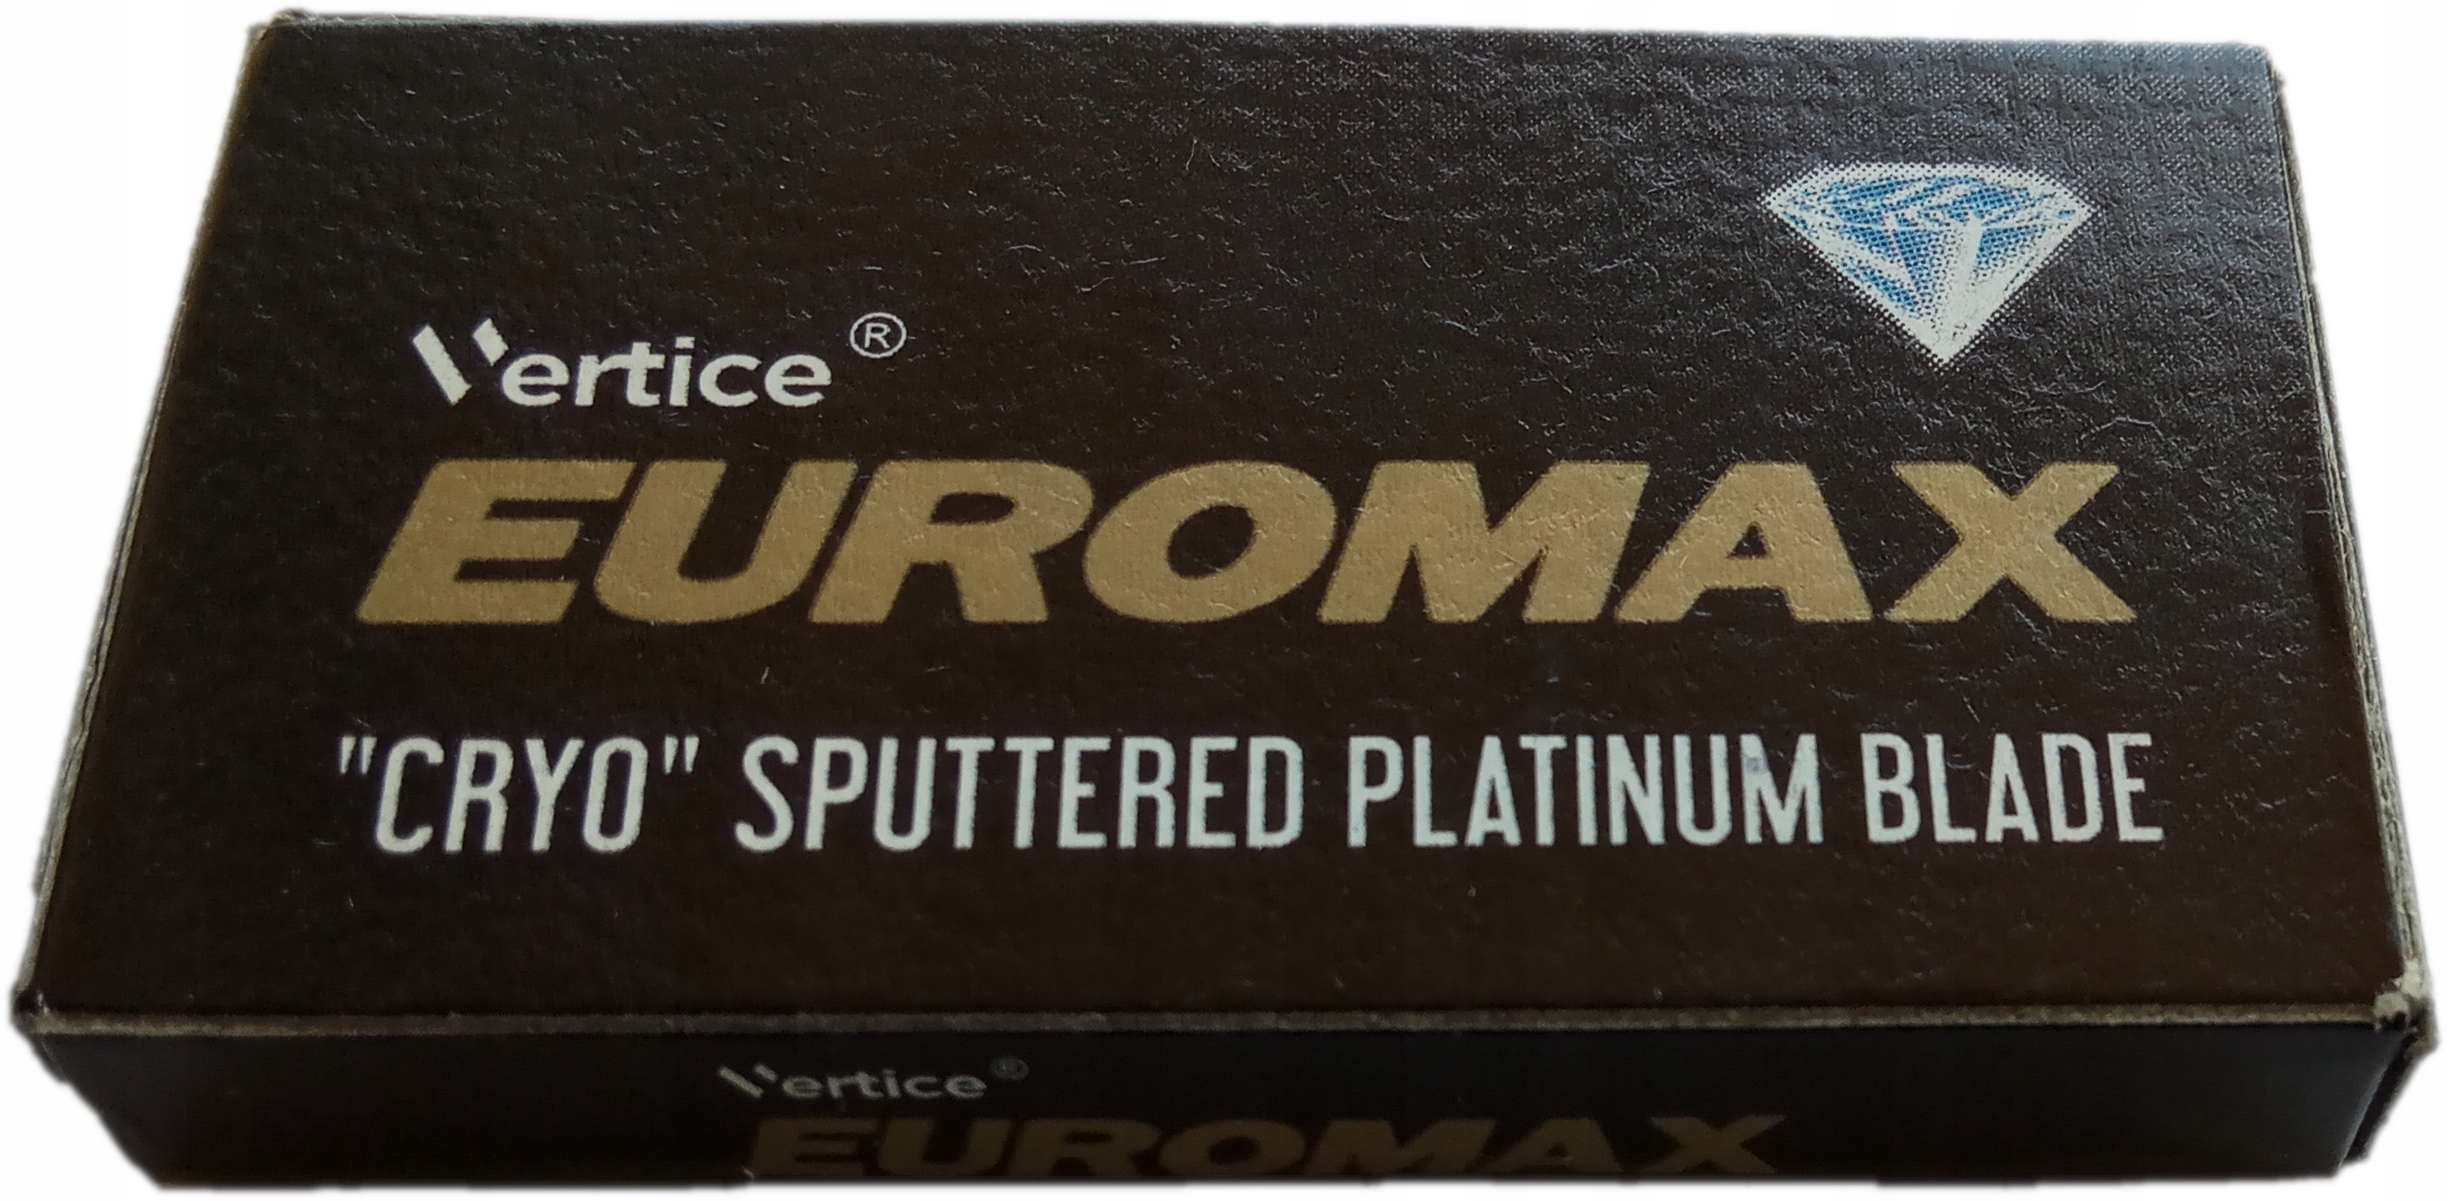 Vertice®
EUROMAX
"CRYO" SPUTTERED PLATINUM BLADE
Vertice®
EUROMAX